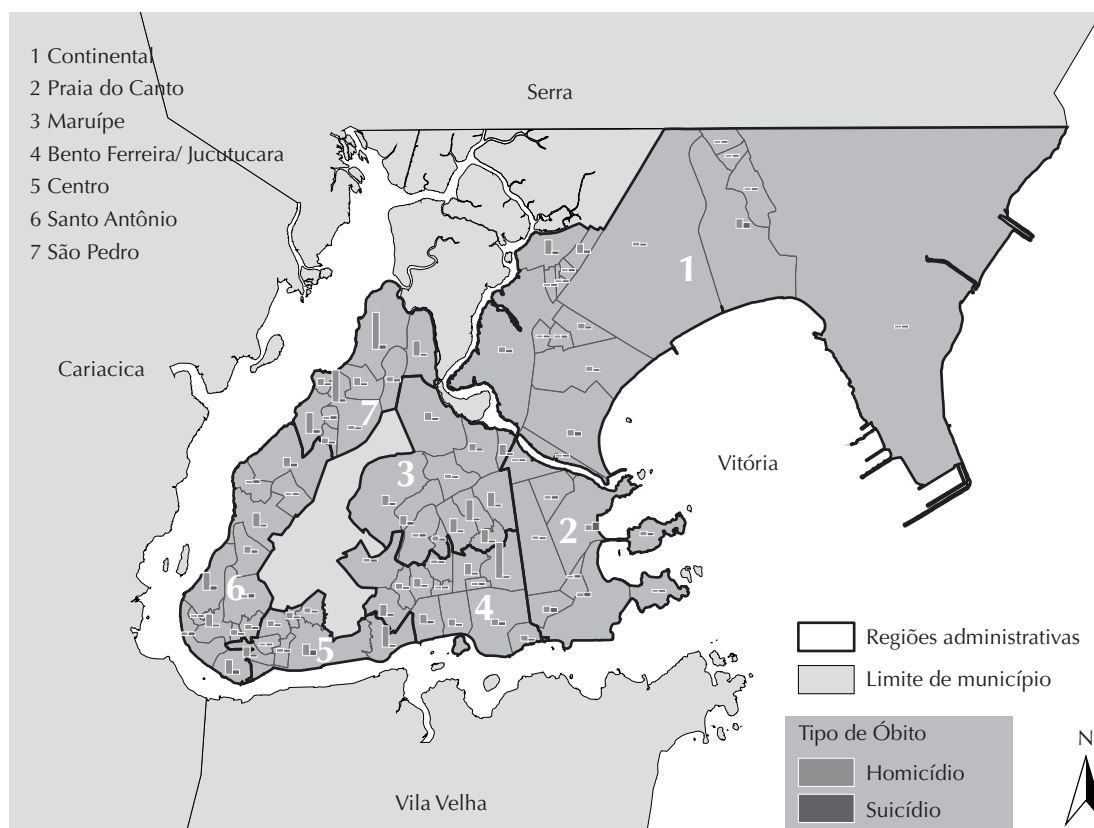 1 Continental
2 Praia do Canto
3 Maruípe
4 Bento Ferreira/ Jucutucara
5 Centro
6 Santo Antônio
7 São Pedro
Serra
Cariacica
Vitória
Vila Velha
1
2
3
4
5
6
7
Regiões administrativas
Limite de município
Tipo de Óbito
Homicídio
Suicídio
N